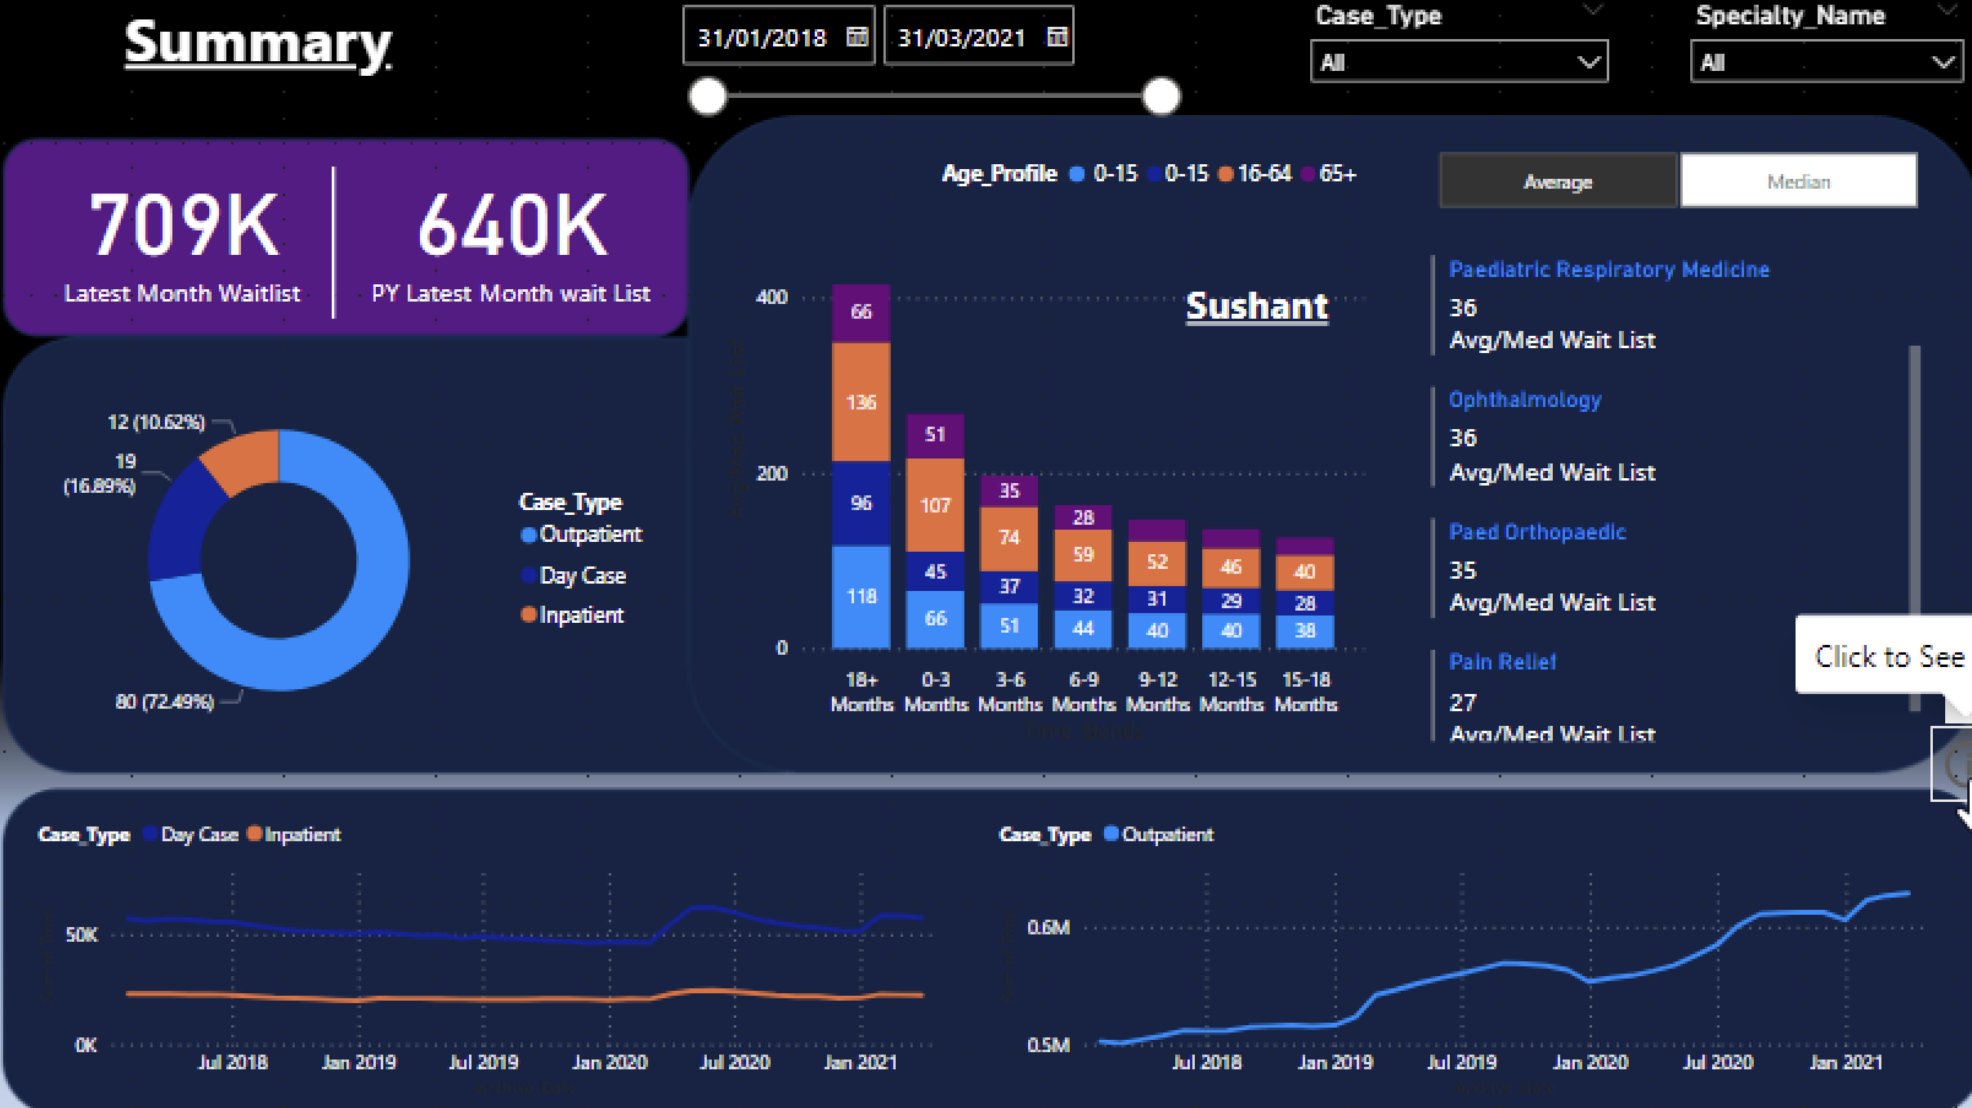 Summary
31/01/2018
31/03/2021
Case_Type
All
Specialty_Name
All
709K
Latest Month Waitlist
640K
PY Latest Month wait List
Age_Profile 0-15 0-15 16-64 65+
Average
Median
400
200
0
Sushant
66
136
96
118
51
107
45
66
35
74
37
51
28
59
32
44
52
31
40
46
29
40
40
28
38
18+
Months
0-3
Months
3-6
Months
6-9
Months
9-12
Months
12-15
Months
15-18
Months
Paediatric Respiratory Medicine
36
Avg/Med Wait List
Ophthalmology
36
Avg/Med Wait List
Paed Orthopaedic
35
Avg/Med Wait List
Pain Relief
27
Avg/Med Wait List
Click to See
12 (10.62%)
19
(16.89%)
80 (72.49%)
Case_Type
Outpatient
Day Case
Inpatient
Case_Type Day Case Inpatient
50K
0K
Jul 2018 Jan 2019 Jul 2019 Jan 2020 Jul 2020 Jan 2021
Case_Type Outpatient
0.6M
0.5M
Jul 2018 Jan 2019 Jul 2019 Jan 2020 Jul 2020 Jan 2021